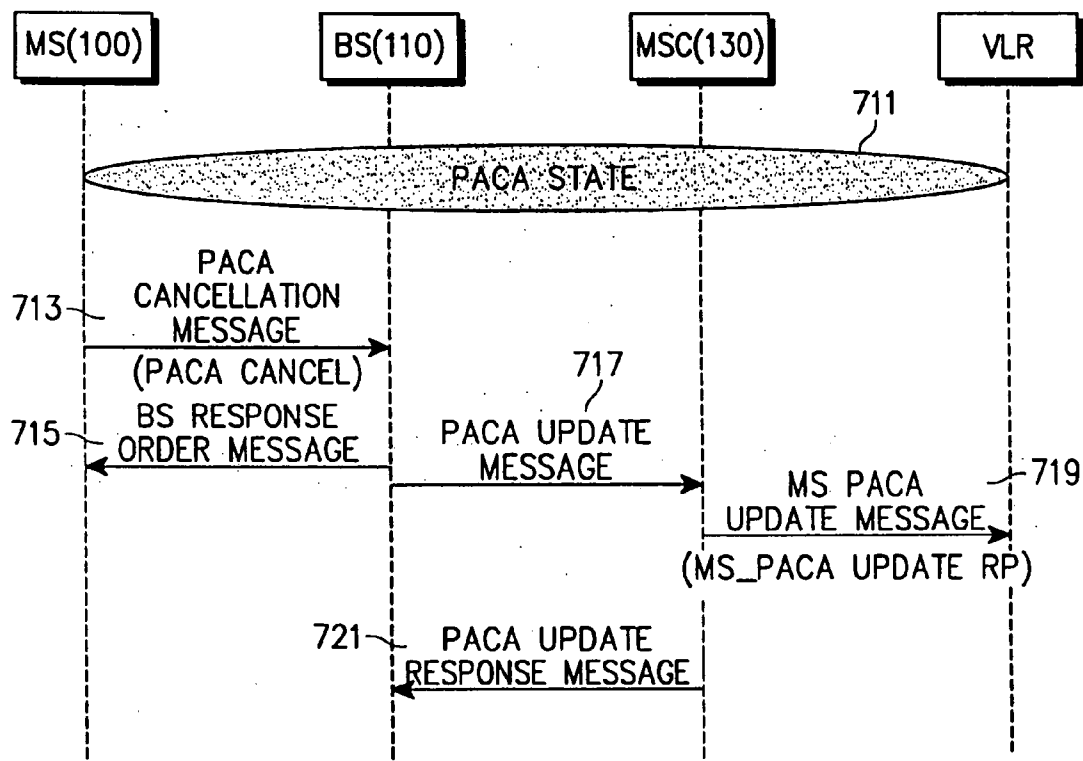 MS(100)
BS(110)
MSC(130)
VLR
711
PACA STATE
PACA
CANCELLATION
MESSAGE
713
(PACA CANCEL)
717
BS RESPONSE
ORDER MESSAGE
715
PACA UPDATE
MESSAGE
719
MS PACA
UPDATE MESSAGE
(MS_PACA UPDATE RP)
721
PACA UPDATE
RESPONSE MESSAGE